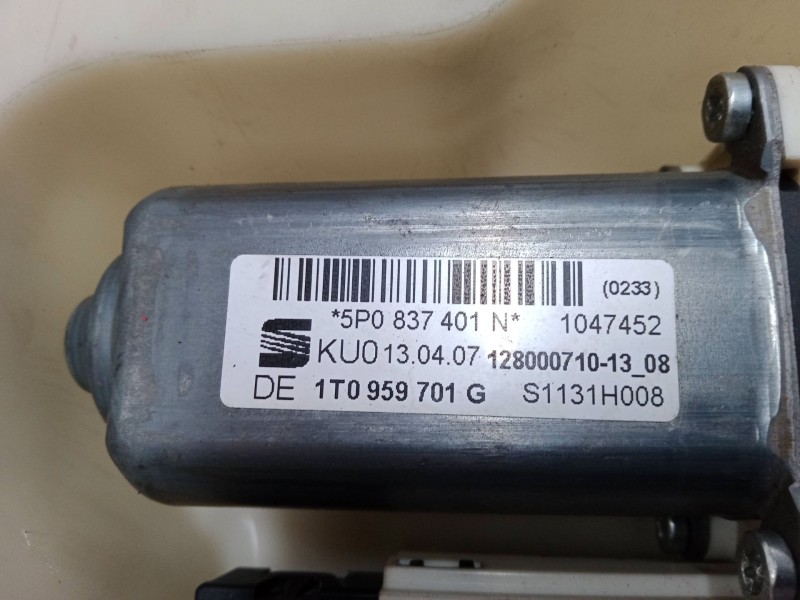 (0233)
*5P0 837 401 N* 1047452
KU0 13.04.07 128000710-13_08
DE 1T0 959 701 G S1131H008